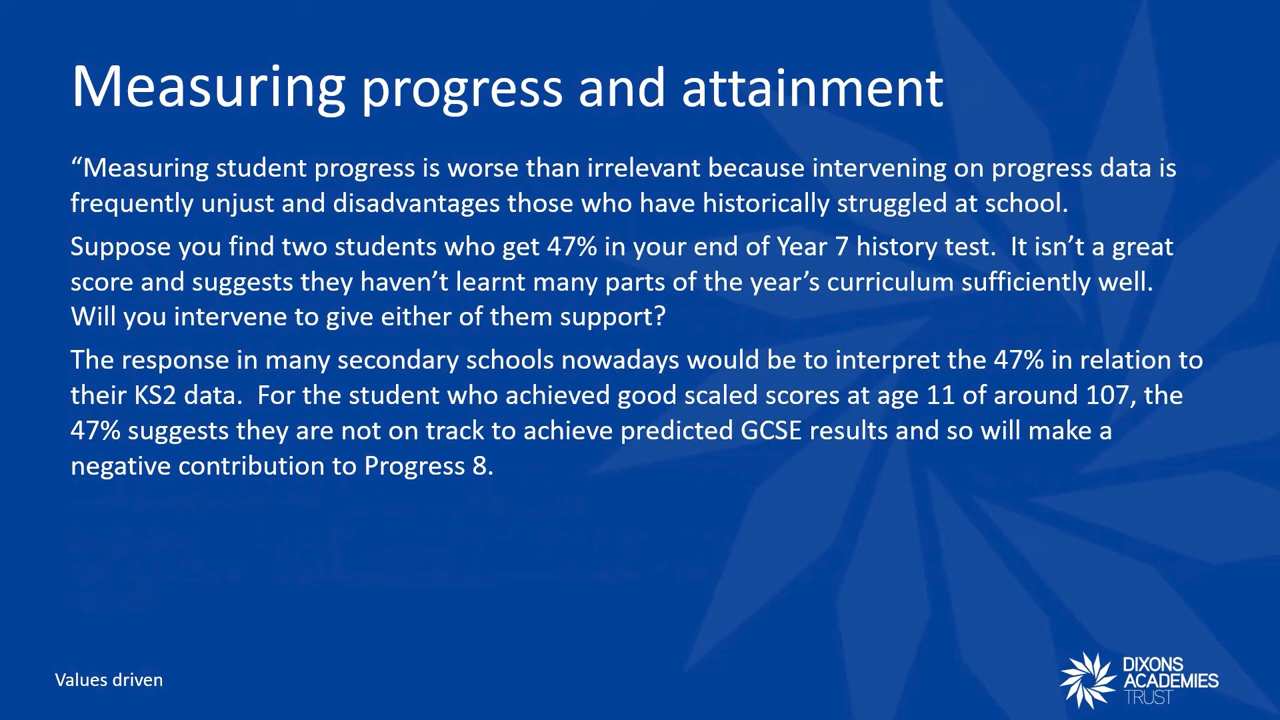 Measuring progress and attainment
“Measuring student progress is worse than irrelevant because intervening on progress data is
frequently unjust and disadvantages those who have historically struggled at school.
Suppose you find two students who get 47% in your end of Year 7 history test.  It isn’t a great
score and suggests they haven’t learnt many parts of the year’s curriculum sufficiently well.
Will you intervene to give either of them support?
The response in many secondary schools nowadays would be to interpret the 47% in relation to
their KS2 data.  For the student who achieved good scaled scores at age 11 of around 107, the
47% suggests they are not on track to achieve predicted GCSE results and so will make a
negative contribution to Progress 8.
Values driven
DIXONS
ACADEMIES
TRUST